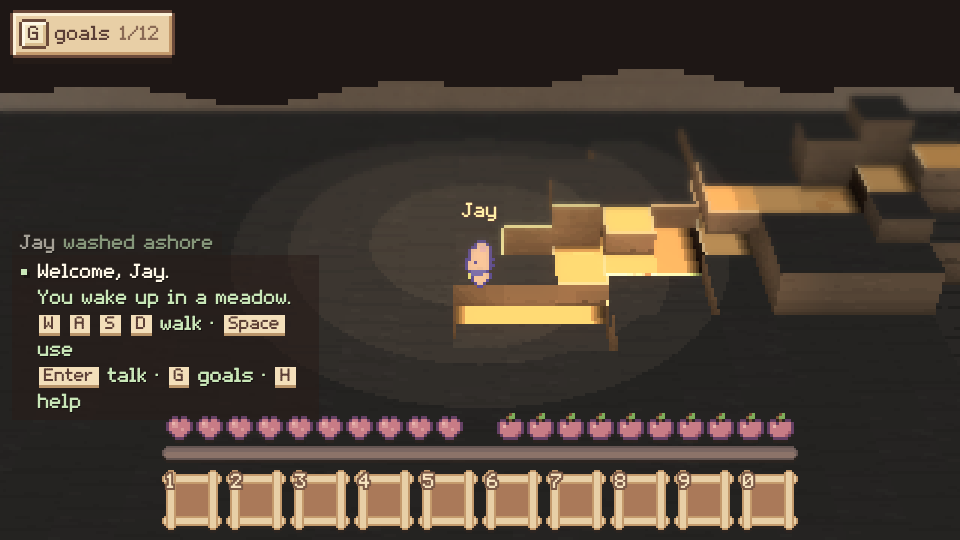 G goals 1/12
Jay
Jay washed ashore
Welcome, Jay.
You wake up in a meadow.
W A S D walk · Space
use
Enter talk · G goals · H
help
1 2 3 4 5 6 7 8 9 0